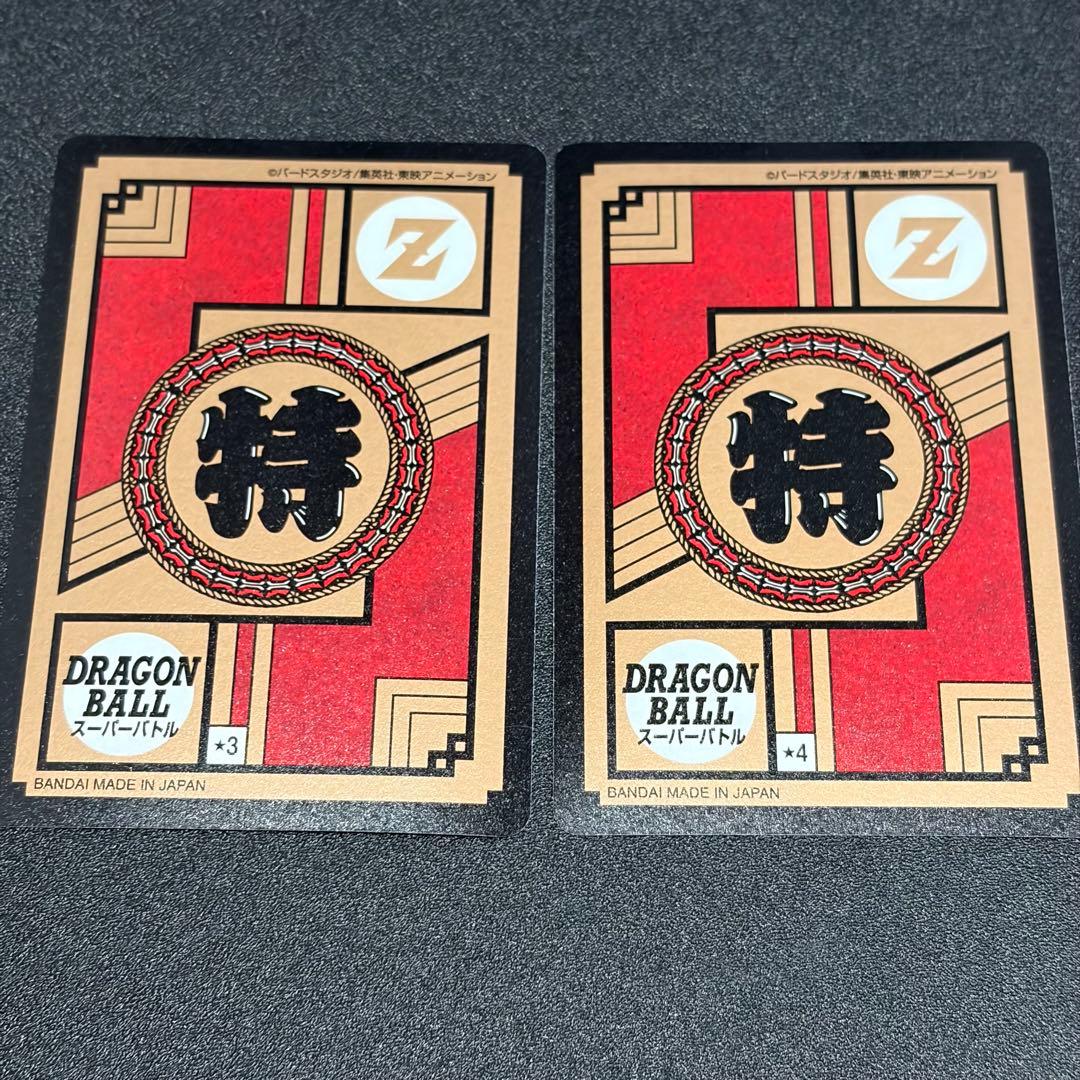 ©バードスタジオ/集英社・東映アニメーション
Z
特
DRAGON
BALL
スーパーバトル
★3
BANDAI MADE IN JAPAN
©バードスタジオ/集英社・東映アニメーション
Z
特
DRAGON
BALL
スーパーバトル
★4
BANDAI MADE IN JAPAN